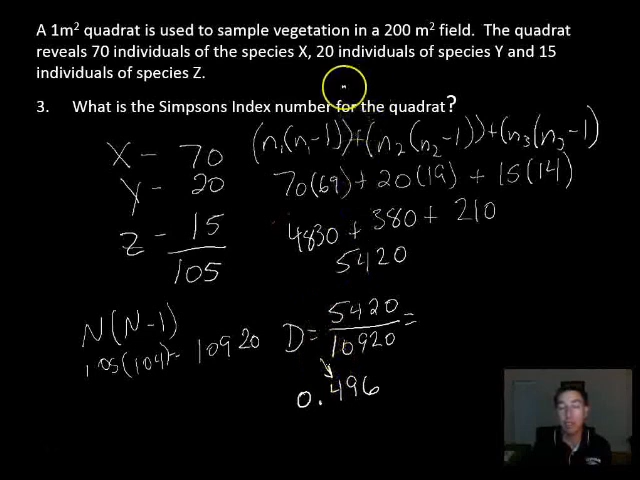 A 1m² quadrat is used to sample vegetation in a 200 m² field. The quadrat
reveals 70 individuals of the species X, 20 individuals of species Y and 15
individuals of species Z.
3. What is the Simpsons Index number for the quadrat?
X - 70
Y - 20
Z - 15
105
(n₁(n₁-1))+(n₂(n₂-1))+(n₃(n₃-1)
70(69)+20(19)+15(14)
4830+380+210
5420
N(N-1)
105(104)= 10920
D= 5420/10920 =
0.496